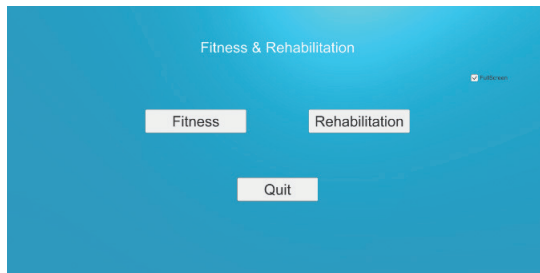 Fitness & Rehabilitation
FullScreen
Fitness
Rehabilitation
Quit